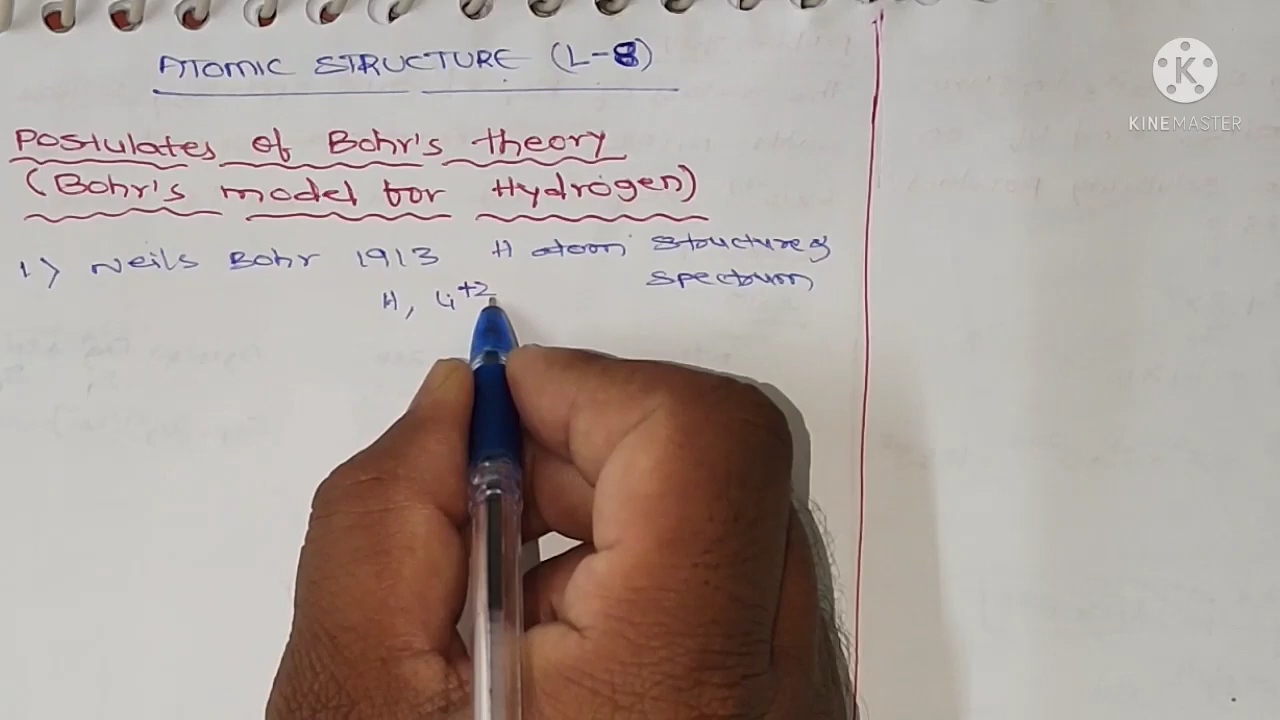 ATOMIC STRUCTURE (L-8)
Postulates of Bohr's theory
(Bohr's model for Hydrogen)
1) Neils Bohr 1913 H atom structure &
spectrum
H, Li+2
KINEMASTER